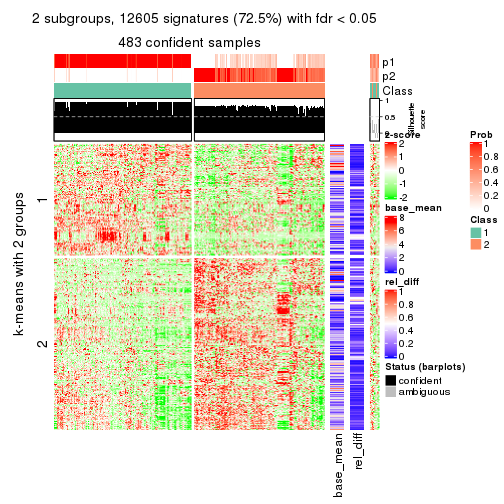 2 subgroups, 12605 signatures (72.5%) with fdr < 0.05
483 confident samples
p1
p2
Class
1
0.5
0
Silhouette
score
k-means with 2 groups
1
2
z-score
2
1
0
-1
-2
base_mean
8
6
4
2
0
rel_diff
1
0.8
0.6
0.4
0.2
0
Status (barplots)
confident
ambiguous
Prob
1
0.8
0.6
0.4
0.2
0
Class
1
2
base_mean
rel_diff